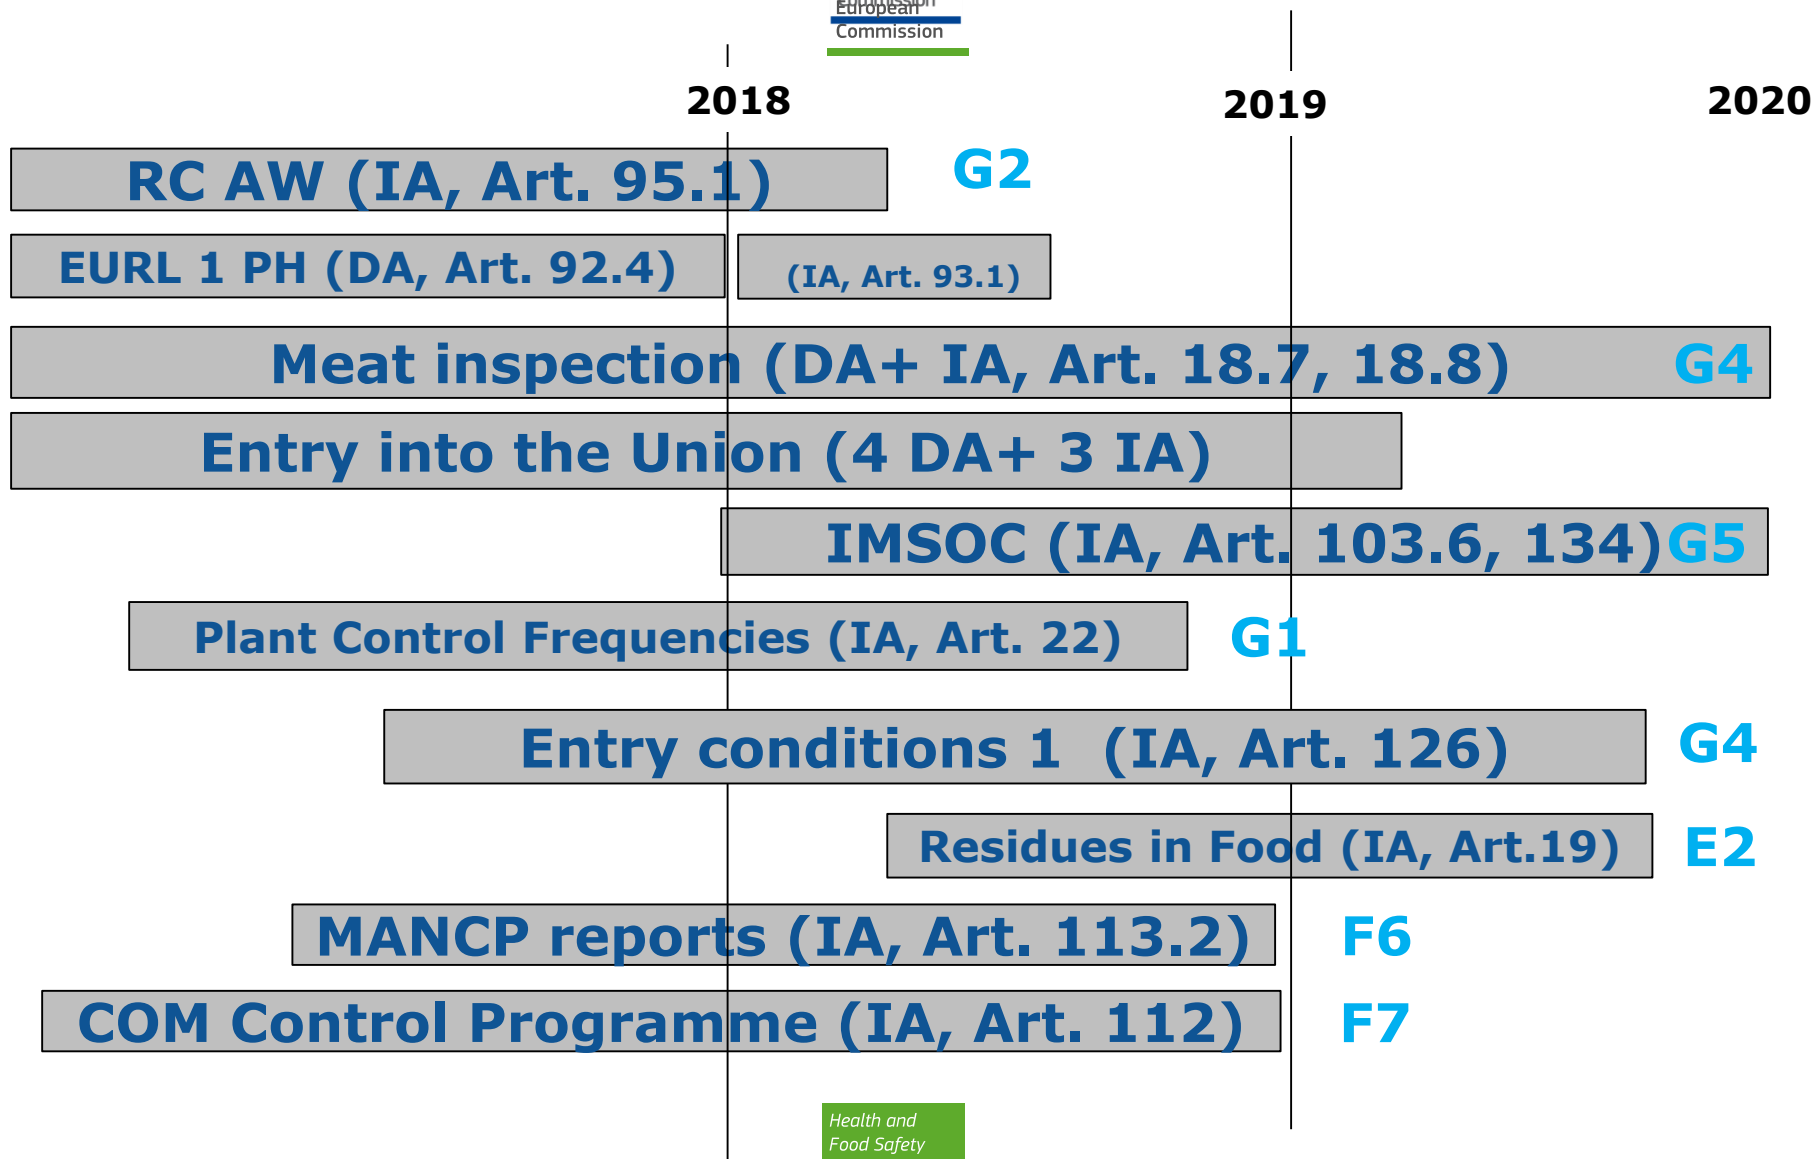 Commission
European
Commission
2018
2019
2020
RC AW (IA, Art. 95.1)
G2
EURL 1 PH (DA, Art. 92.4)
(IA, Art. 93.1)
Meat inspection (DA+ IA, Art. 18.7, 18.8)
G4
Entry into the Union (4 DA+ 3 IA)
IMSOC (IA, Art. 103.6, 134)
G5
Plant Control Frequencies (IA, Art. 22)
G1
Entry conditions 1 (IA, Art. 126)
G4
Residues in Food (IA, Art.19)
E2
MANCP reports (IA, Art. 113.2)
F6
COM Control Programme (IA, Art. 112)
F7
Health and
Food Safety